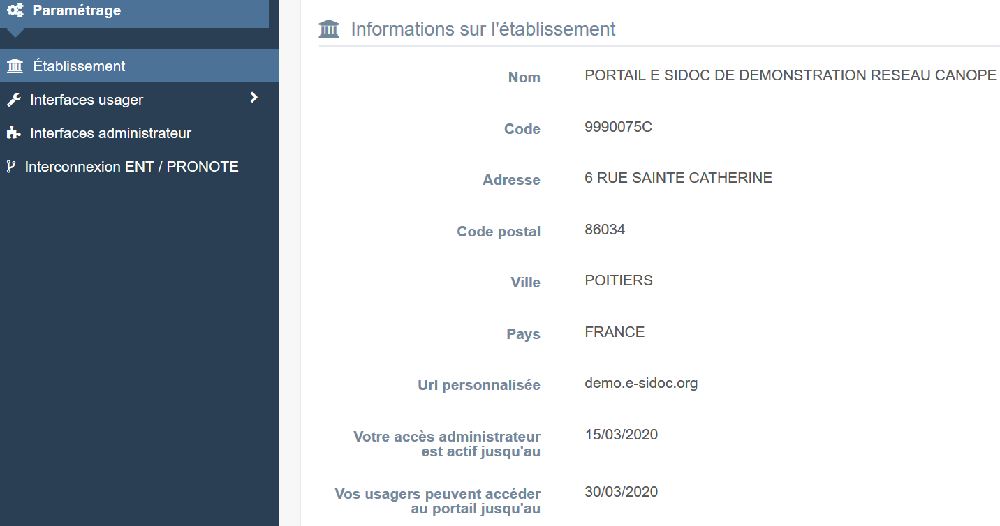 Paramétrage
Établissement
Interfaces usager
Interfaces administrateur
Interconnexion ENT / PRONOTE
Informations sur l'établissement
Nom PORTAIL E SIDOC DE DEMONSTRATION RESEAU CANOPE
Code 9990075C
Adresse 6 RUE SAINTE CATHERINE
Code postal 86034
Ville POITIERS
Pays FRANCE
Url personnalisée demo.e-sidoc.org
Votre accès administrateur 15/03/2020
est actif jusqu'au
Vos usagers peuvent accéder 30/03/2020
au portail jusqu'au